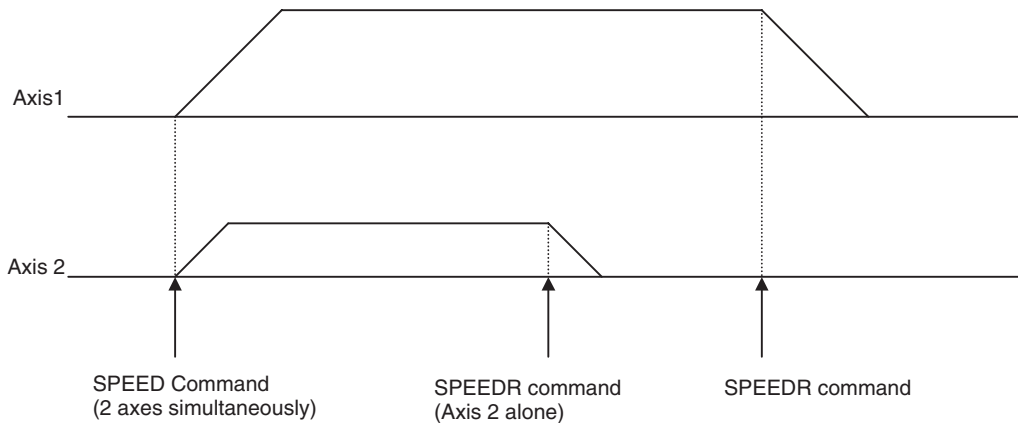 Axis1
Axis 2
SPEED Command
(2 axes simultaneously)
SPEEDR command
(Axis 2 alone)
SPEEDR command